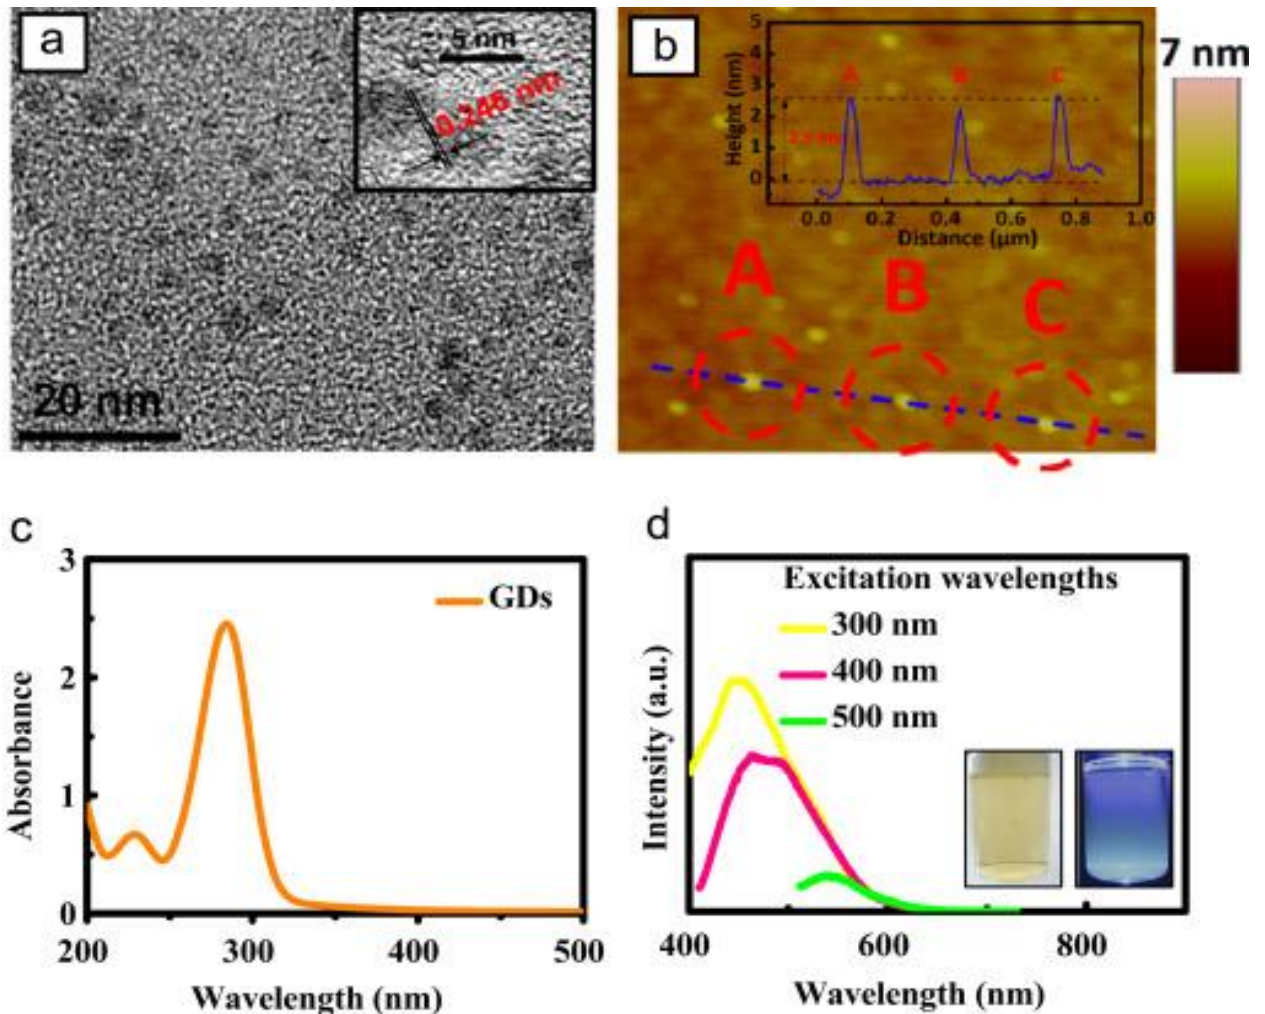 a
5 nm
0.246 nm
20 nm
b
7 nm
5
4
3
2
1
0
Height (nm)
A B C
0.0 0.2 0.4 0.6 0.8 1.0
Distance (μm)
A
B
C
c
3
2
1
0
Absorbance
GDs
200 300 400 500
Wavelength (nm)
d
Excitation wavelengths
300 nm
400 nm
500 nm
Intensity (a.u.)
400 600 800
Wavelength (nm)